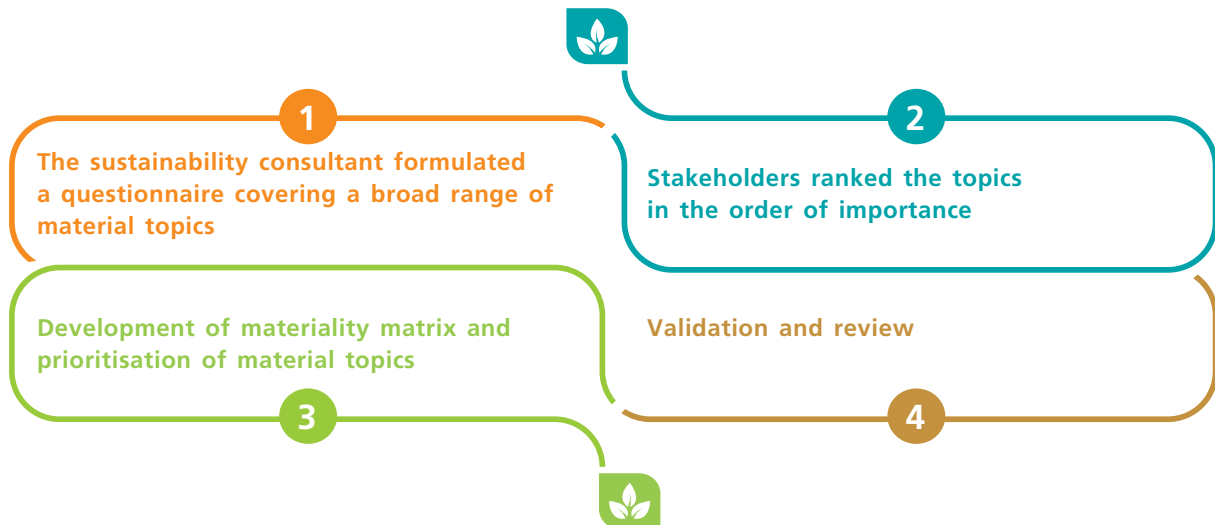 1
The sustainability consultant formulated
a questionnaire covering a broad range of
material topics
2
Stakeholders ranked the topics
in the order of importance
Development of materiality matrix and
prioritisation of material topics
3
Validation and review
4